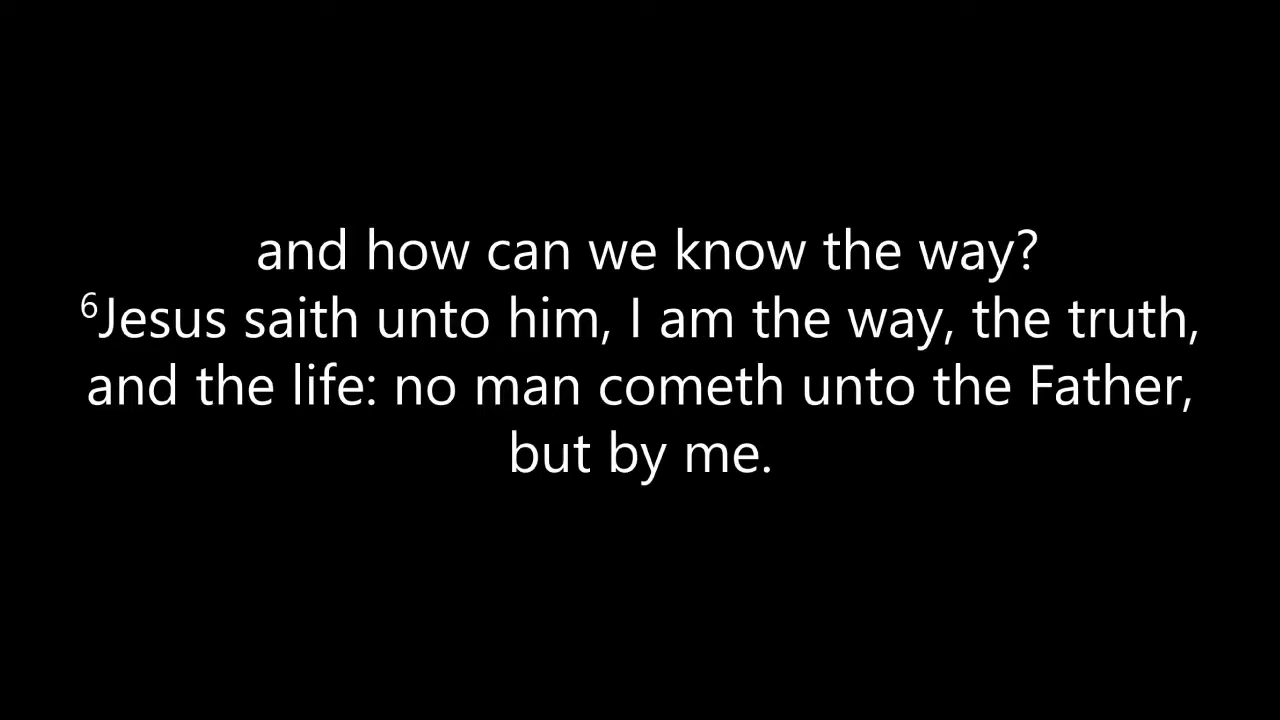 and how can we know the way?
⁶Jesus saith unto him, I am the way, the truth,
and the life: no man cometh unto the Father,
but by me.